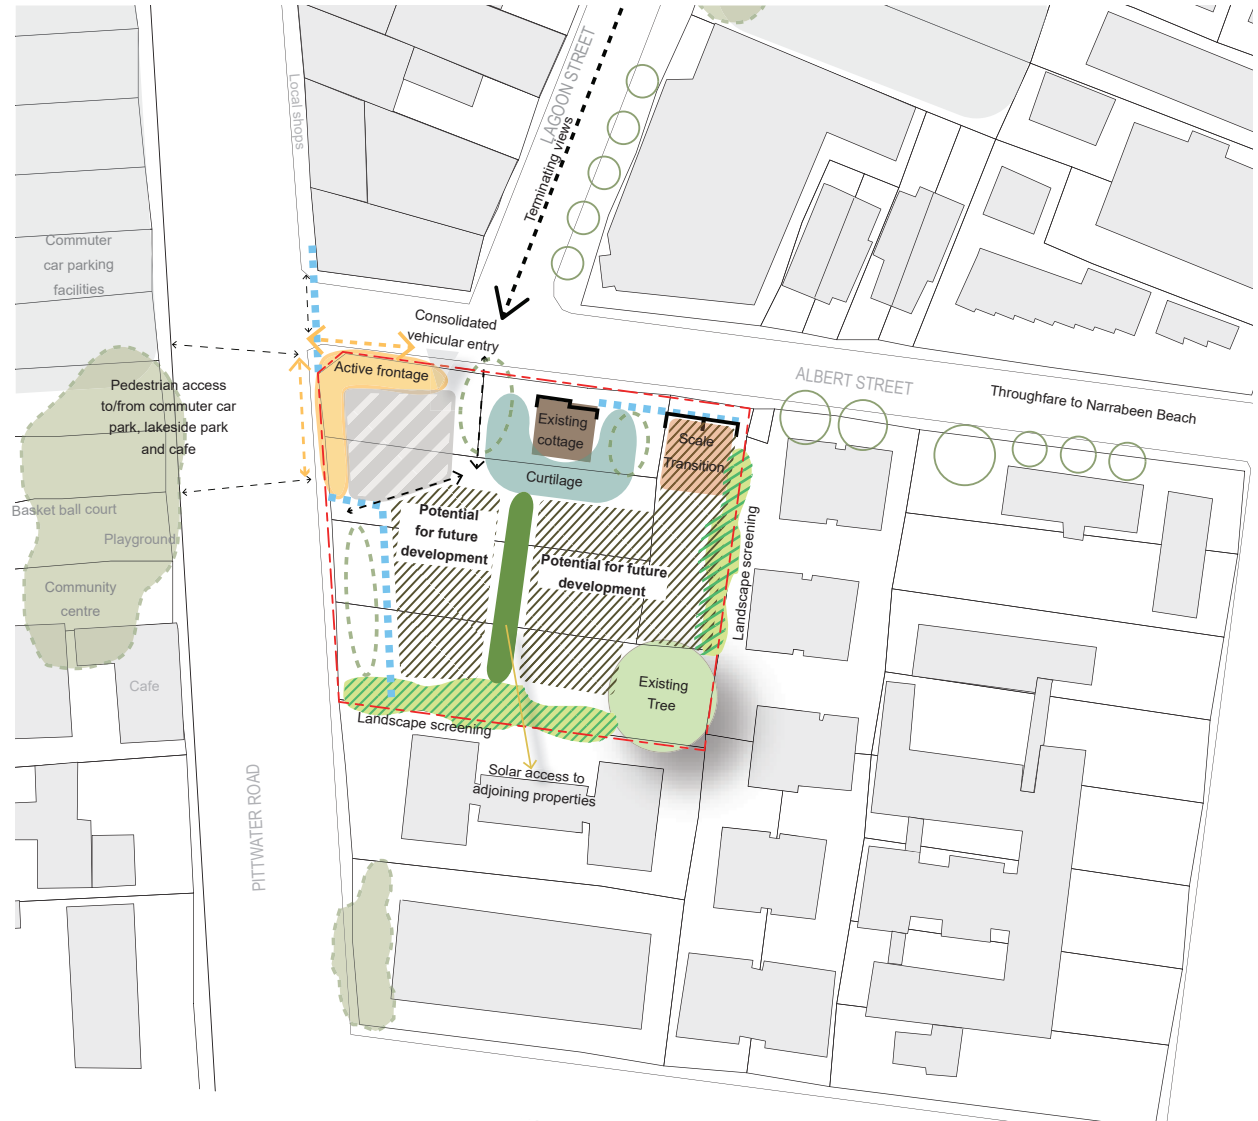 LAGOON STREET
Local shops
Terminating views
Commuter
car parking
facilities
Consolidated
vehicular entry
Active frontage
ALBERT STREET
Throughfare to Narrabeen Beach
Pedestrian access
to/from commuter car
park, lakeside park
and cafe
Existing
cottage
Scale
Transition
Curtilage
Basket ball court
Playground
Potential
for future
development
Potential for future
development
Landscape screening
Community
centre
Cafe
Existing
Tree
Landscape screening
Solar access to
adjoining properties
PITTWATER ROAD